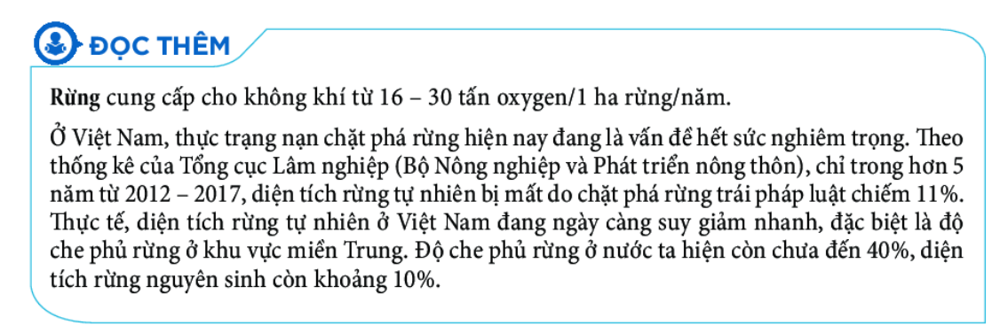 ĐỌC THÊM
Rừng cung cấp cho không khí từ 16 – 30 tấn oxygen/1 ha rừng/năm.
Ở Việt Nam, thực trạng nạn chặt phá rừng hiện nay đang là vấn đề hết sức nghiêm trọng. Theo
thống kê của Tổng cục Lâm nghiệp (Bộ Nông nghiệp và Phát triển nông thôn), chỉ trong hơn 5
năm từ 2012 – 2017, diện tích rừng tự nhiên bị mất do chặt phá rừng trái pháp luật chiếm 11%.
Thực tế, diện tích rừng tự nhiên ở Việt Nam đang ngày càng suy giảm nhanh, đặc biệt là độ
che phủ rừng ở khu vực miền Trung. Độ che phủ rừng ở nước ta hiện còn chưa đến 40%, diện
tích rừng nguyên sinh còn khoảng 10%.